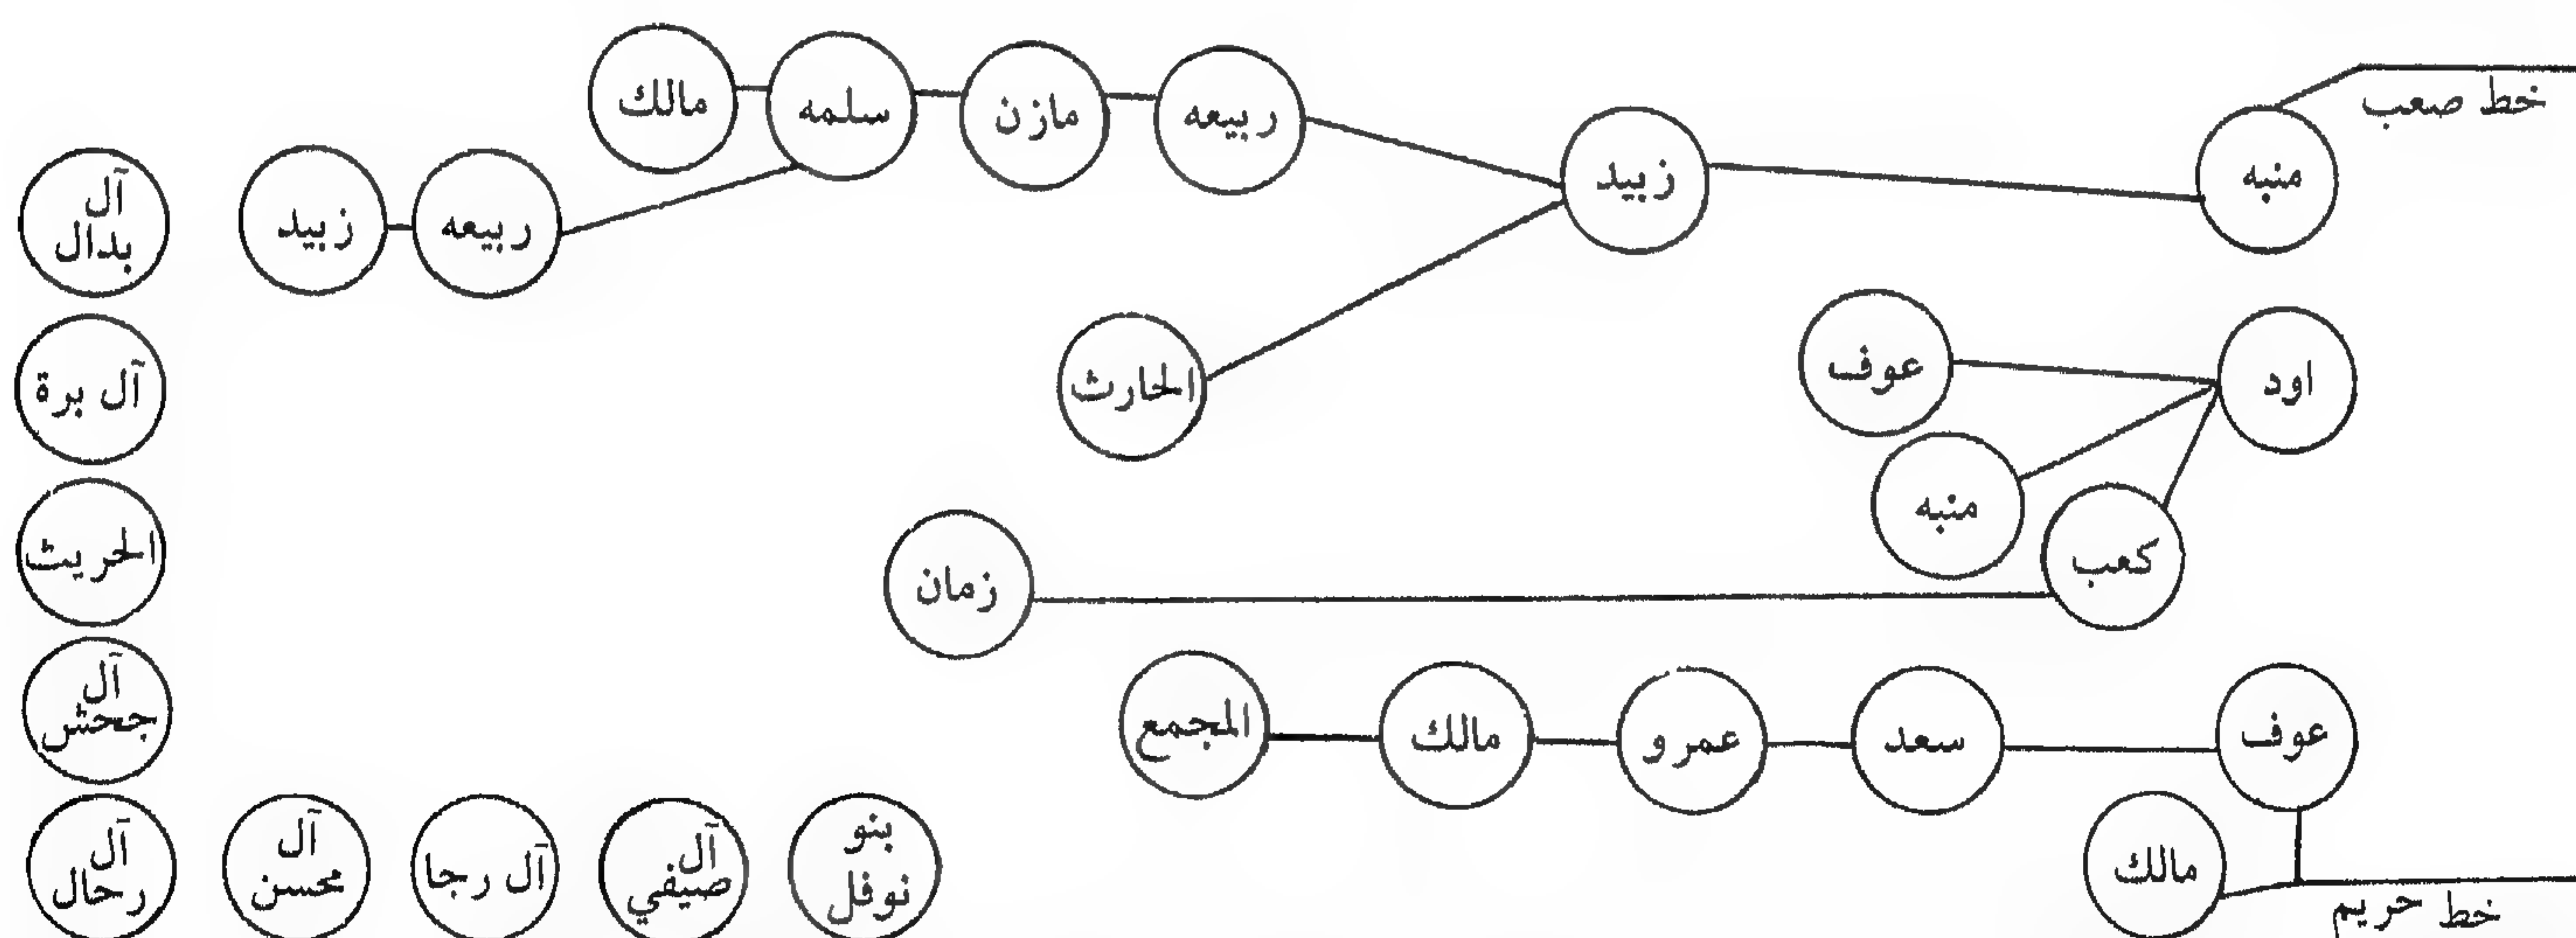 خط صعب
منبه
زبيد
ربيعه
مازن
سلمه
مالك
ربيعه
زبيد
آل
بدال
الحارث
اود
عوف
منبه
كعب
زمان
آل برة
الحريث
آل
جحش
عوف
سعد
عمرو
مالك
المجمع
مالك
خط حريم
بنو
نوفل
آل
صيفي
آل رجا
آل
محسن
آل
رحال